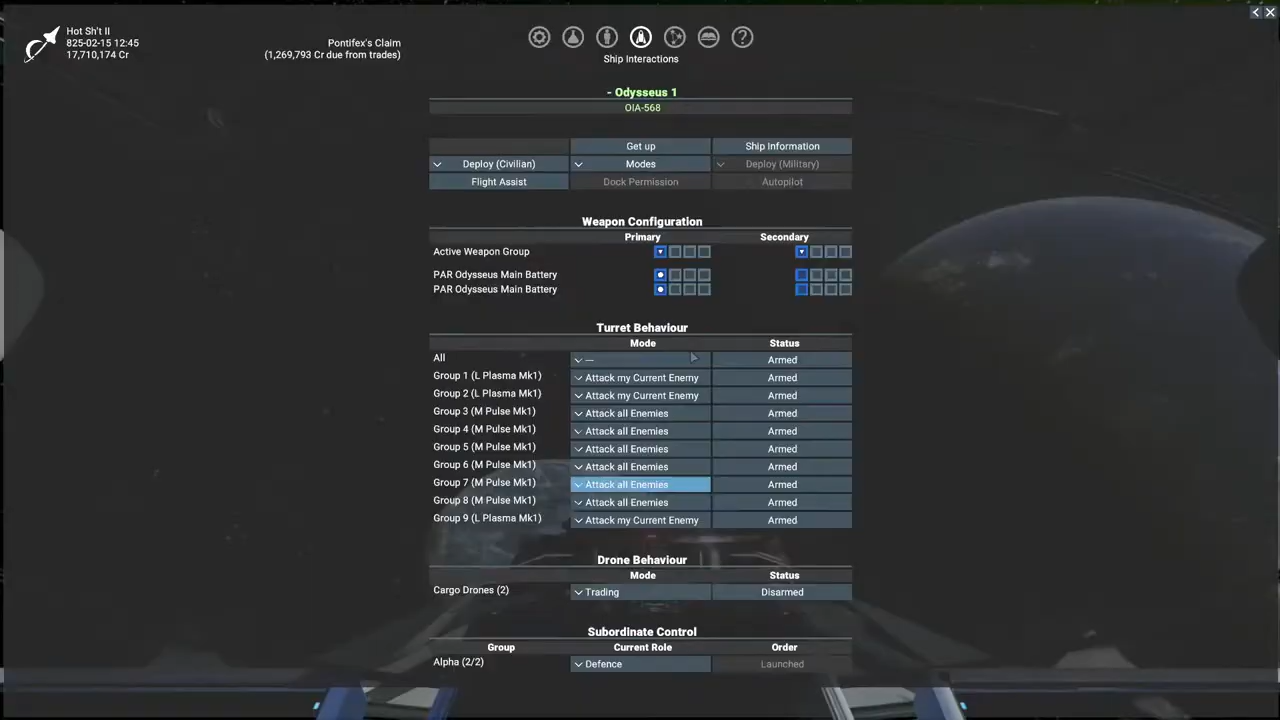 Hot Sh't II
825-02-15 12:45
17,710,174 Cr
Pontifex's Claim
(1,269,793 Cr due from trades)
?
Ship Interactions
- Odysseus 1
OIA-568
Get up
Ship Information
Deploy (Civilian)
Modes
Deploy (Military)
Flight Assist
Dock Permission
Autopilot
Weapon Configuration
Primary
Secondary
Active Weapon Group
PAR Odysseus Main Battery
PAR Odysseus Main Battery
Turret Behaviour
Mode
Status
All
—
Armed
Group 1 (L Plasma Mk1)
Attack my Current Enemy
Armed
Group 2 (L Plasma Mk1)
Attack my Current Enemy
Armed
Group 3 (M Pulse Mk1)
Attack all Enemies
Armed
Group 4 (M Pulse Mk1)
Attack all Enemies
Armed
Group 5 (M Pulse Mk1)
Attack all Enemies
Armed
Group 6 (M Pulse Mk1)
Attack all Enemies
Armed
Group 7 (M Pulse Mk1)
Attack all Enemies
Armed
Group 8 (M Pulse Mk1)
Attack all Enemies
Armed
Group 9 (L Plasma Mk1)
Attack my Current Enemy
Armed
Drone Behaviour
Mode
Status
Cargo Drones (2)
Trading
Disarmed
Subordinate Control
Group
Current Role
Order
Alpha (2/2)
Defence
Launched